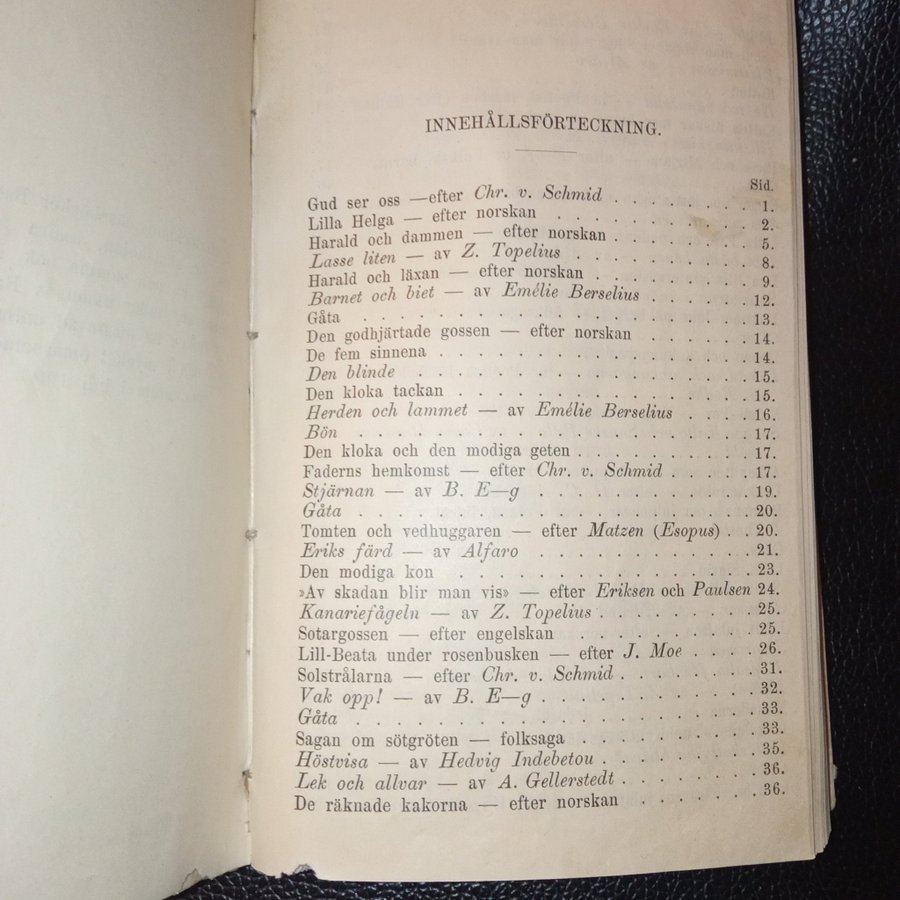 INNEHÅLLSFÖRTECKNING.
Sid.
Gud ser oss —efter Chr. v. Schmid . . . . . . . . 1.
Lilla Helga — efter norskan . . . . . . . . . . 2.
Harald och dammen — efter norskan . . . . . . . . 5.
Lasse liten — av Z. Topelius . . . . . . . . . . 8.
Harald och läxan — efter norskan . . . . . . . . 9.
Barnet och biet — av Emélie Berselius . . . . . . 12.
Gåta . . . . . . . . . . . . . . . . . . 13.
Den godhjärtade gossen — efter norskan . . . . . . 14.
De fem sinnena . . . . . . . . . . . . . . . 14.
Den blinde . . . . . . . . . . . . . . . . 15.
Den kloka tackan . . . . . . . . . . . . . . 15.
Herden och lammet — av Emélie Berselius . . . . 16.
Bön . . . . . . . . . . . . . . . . . . 17.
Den kloka och den modiga geten . . . . . . . . . 17.
Faderns hemkomst — efter Chr. v. Schmid . . . . 17.
Stjärnan — av B. E—g . . . . . . . . . . . 19.
Gåta . . . . . . . . . . . . . . . . . . 20.
Tomten och vedhuggaren — efter Matzen (Esopus) . . 20.
Eriks färd — av Alfaro . . . . . . . . . . . 21.
Den modiga kon . . . . . . . . . . . . . . 23.
»Av skadan blir man vis» — efter Eriksen och Paulsen 24.
Kanariefågeln — av Z. Topelius . . . . . . . . 25.
Sotargossen — efter engelskan . . . . . . . . . 25.
Lill-Beata under rosenbusken — efter J. Moe . . . . 26.
Solstrålarna — efter Chr. v. Schmid . . . . . . . 31.
Vak opp! — av B. E—g . . . . . . . . . . . 32.
Gåta . . . . . . . . . . . . . . . . . . 33.
Sagan om sötgröten — folksaga . . . . . . . . . 33.
Höstvisa — av Hedvig Indebetou . . . . . . . . 35.
Lek och allvar — av A. Gellerstedt . . . . . . . 36.
De räknade kakorna — efter norskan . . . . . . . 36.